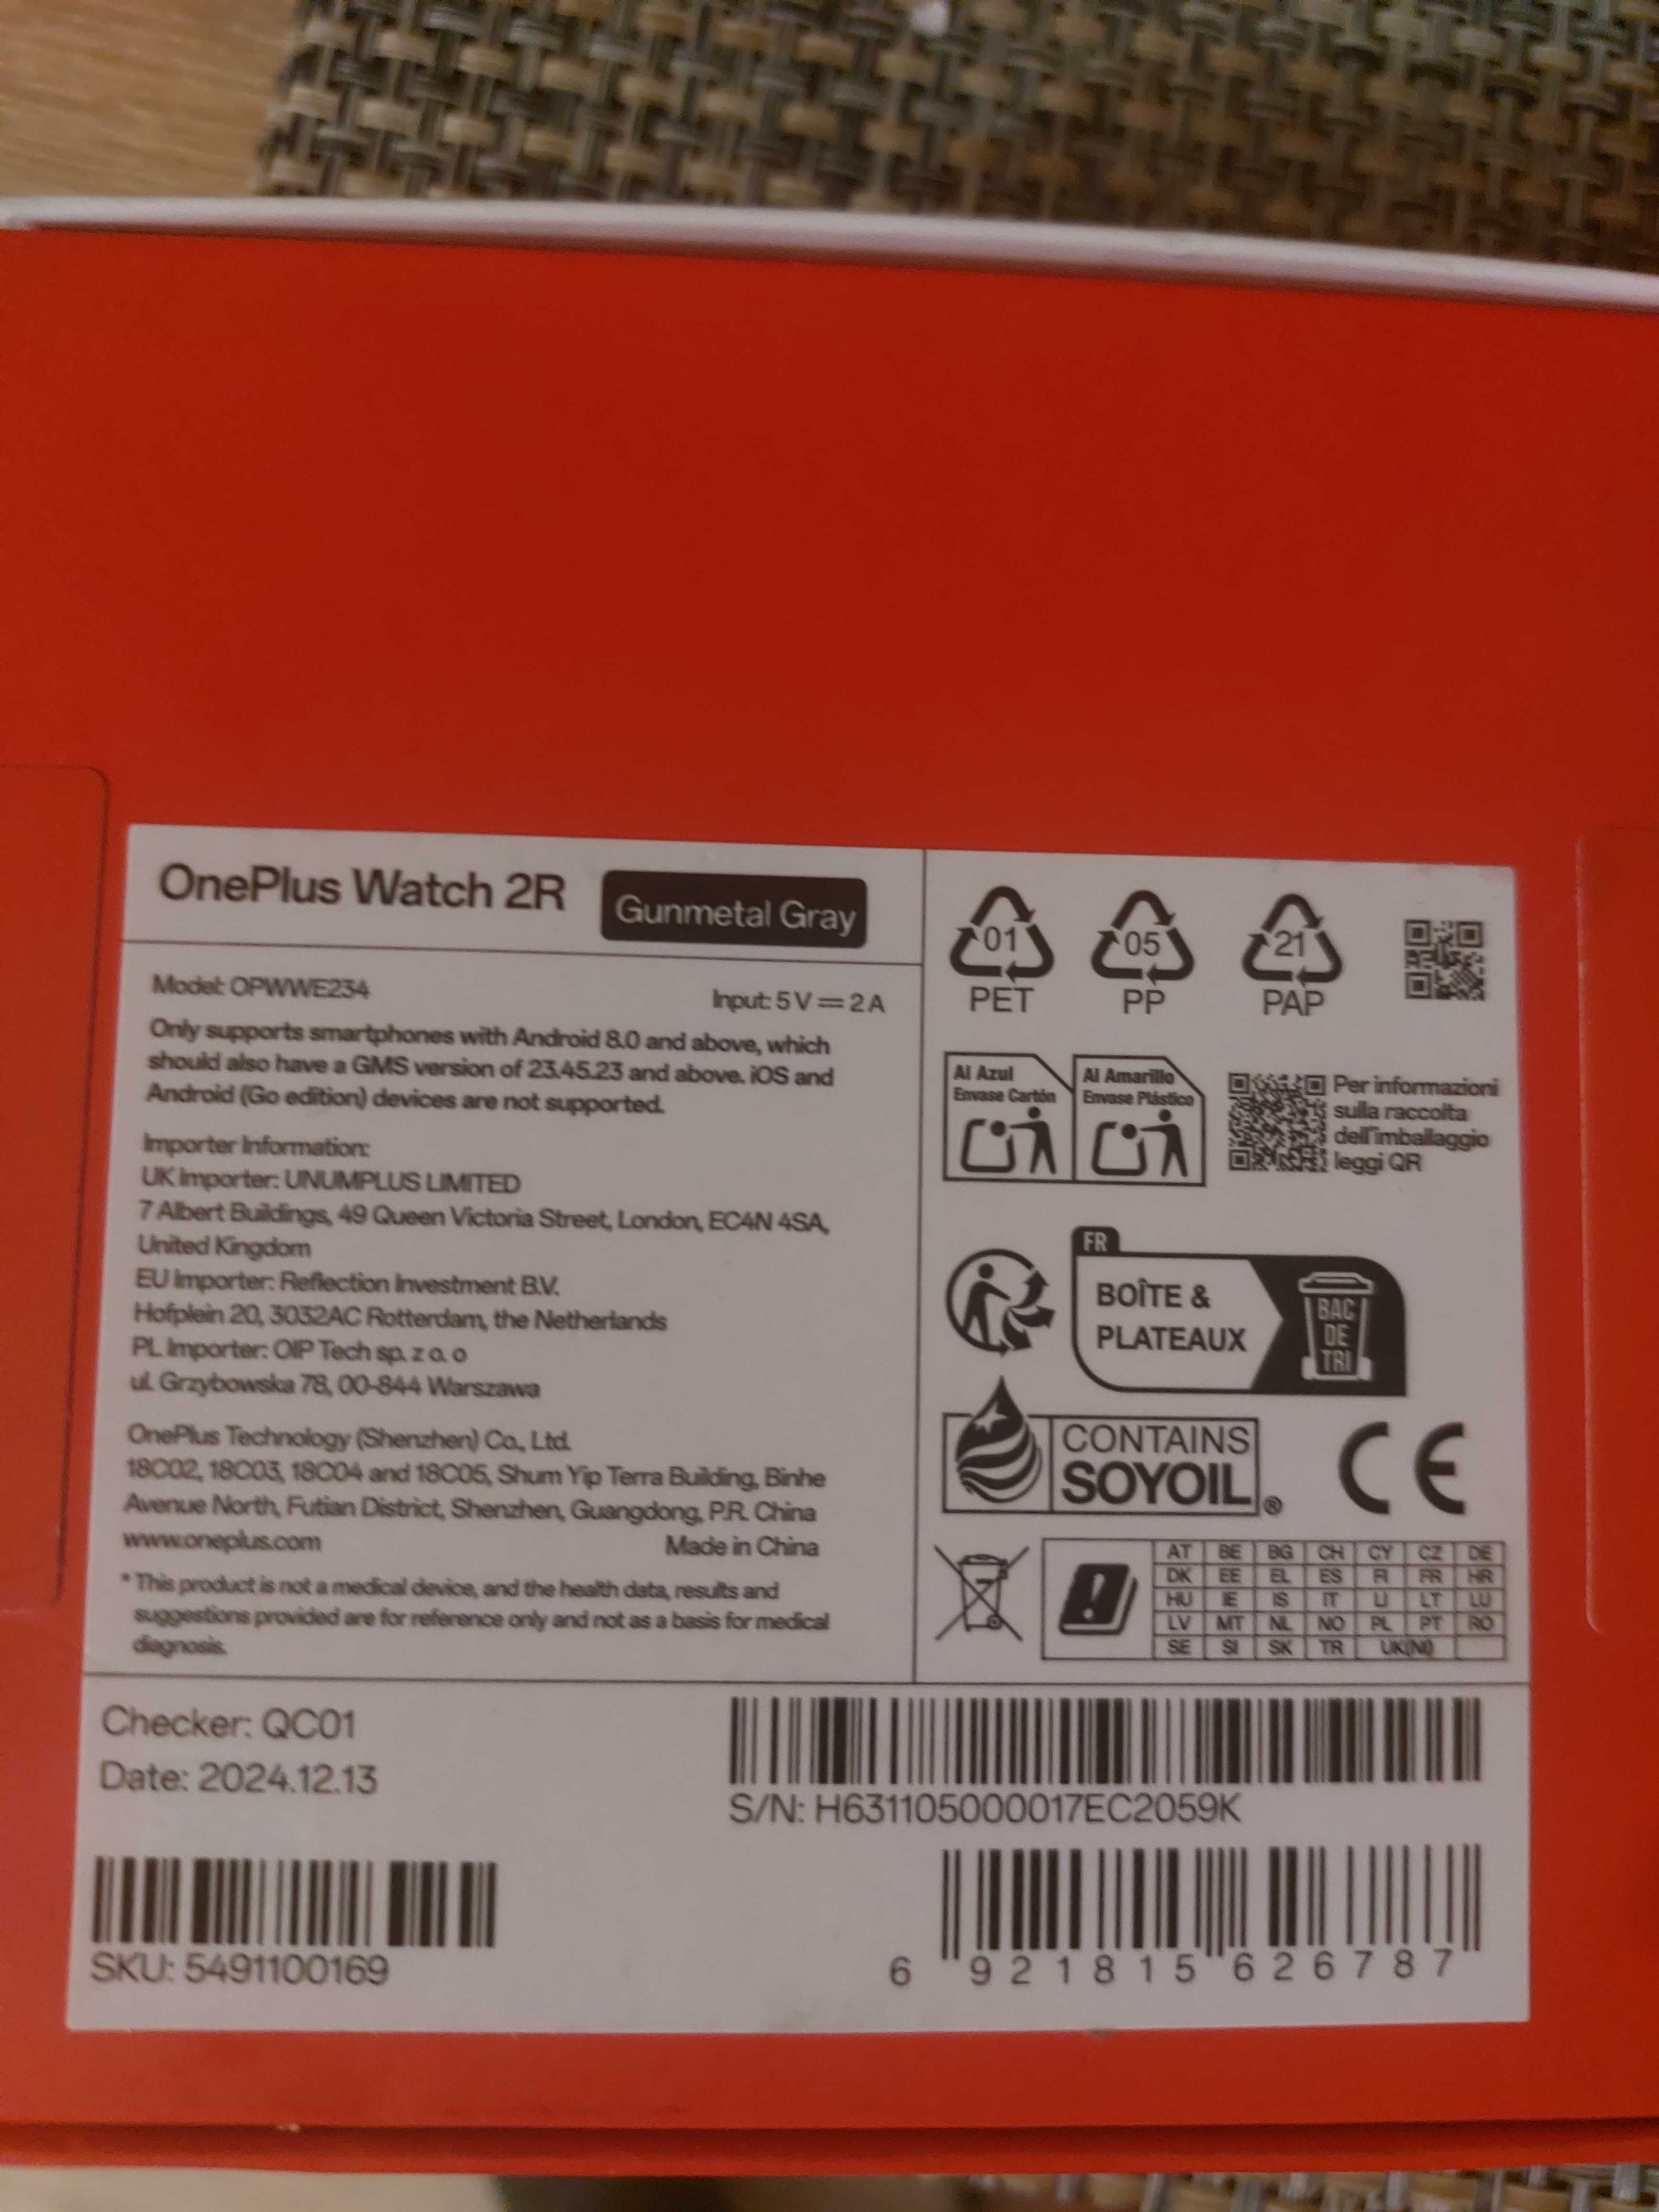 OnePlus Watch 2R
Gunmetal Gray
Model: OPWWE234
Input: 5 V ⎓ 2 A
Only supports smartphones with Android 8.0 and above, which
should also have a GMS version of 23.45.23 and above. iOS and
Android (Go edition) devices are not supported.
Importer Information:
UK Importer: UNUMPLUS LIMITED
7 Albert Buildings, 49 Queen Victoria Street, London, EC4N 4SA,
United Kingdom
EU Importer: Reflection Investment B.V.
Hofplein 20, 3032AC Rotterdam, the Netherlands
PL Importer: OIP Tech sp. z o. o
ul. Grzybowska 78, 00-844 Warszawa
OnePlus Technology (Shenzhen) Co., Ltd.
18C02, 18C03, 18C04 and 18C05, Shum Yip Terra Building, Binhe
Avenue North, Futian District, Shenzhen, Guangdong, P.R. China
www.oneplus.com
Made in China
* This product is not a medical device, and the health data, results and
suggestions provided are for reference only and not as a basis for medical
diagnosis.
01
PET
05
PP
21
PAP
Al Azul
Envase Cartón
Al Amarillo
Envase Plástico
Per informazioni
sulla raccolta
dell'imballaggio
leggi QR
FR
BOÎTE &
PLATEAUX
BAC
DE
TRI
CONTAINS
SOYOIL®
CE
AT BE BG CH CY CZ DE
DK EE EL ES FI FR HR
HU IE IS IT LI LT LU
LV MT NL NO PL PT RO
SE SI SK TR UK(NI)
Checker: QC01
Date: 2024.12.13
S/N: H631105000017EC2059K
SKU: 5491100169
6 921815 626787